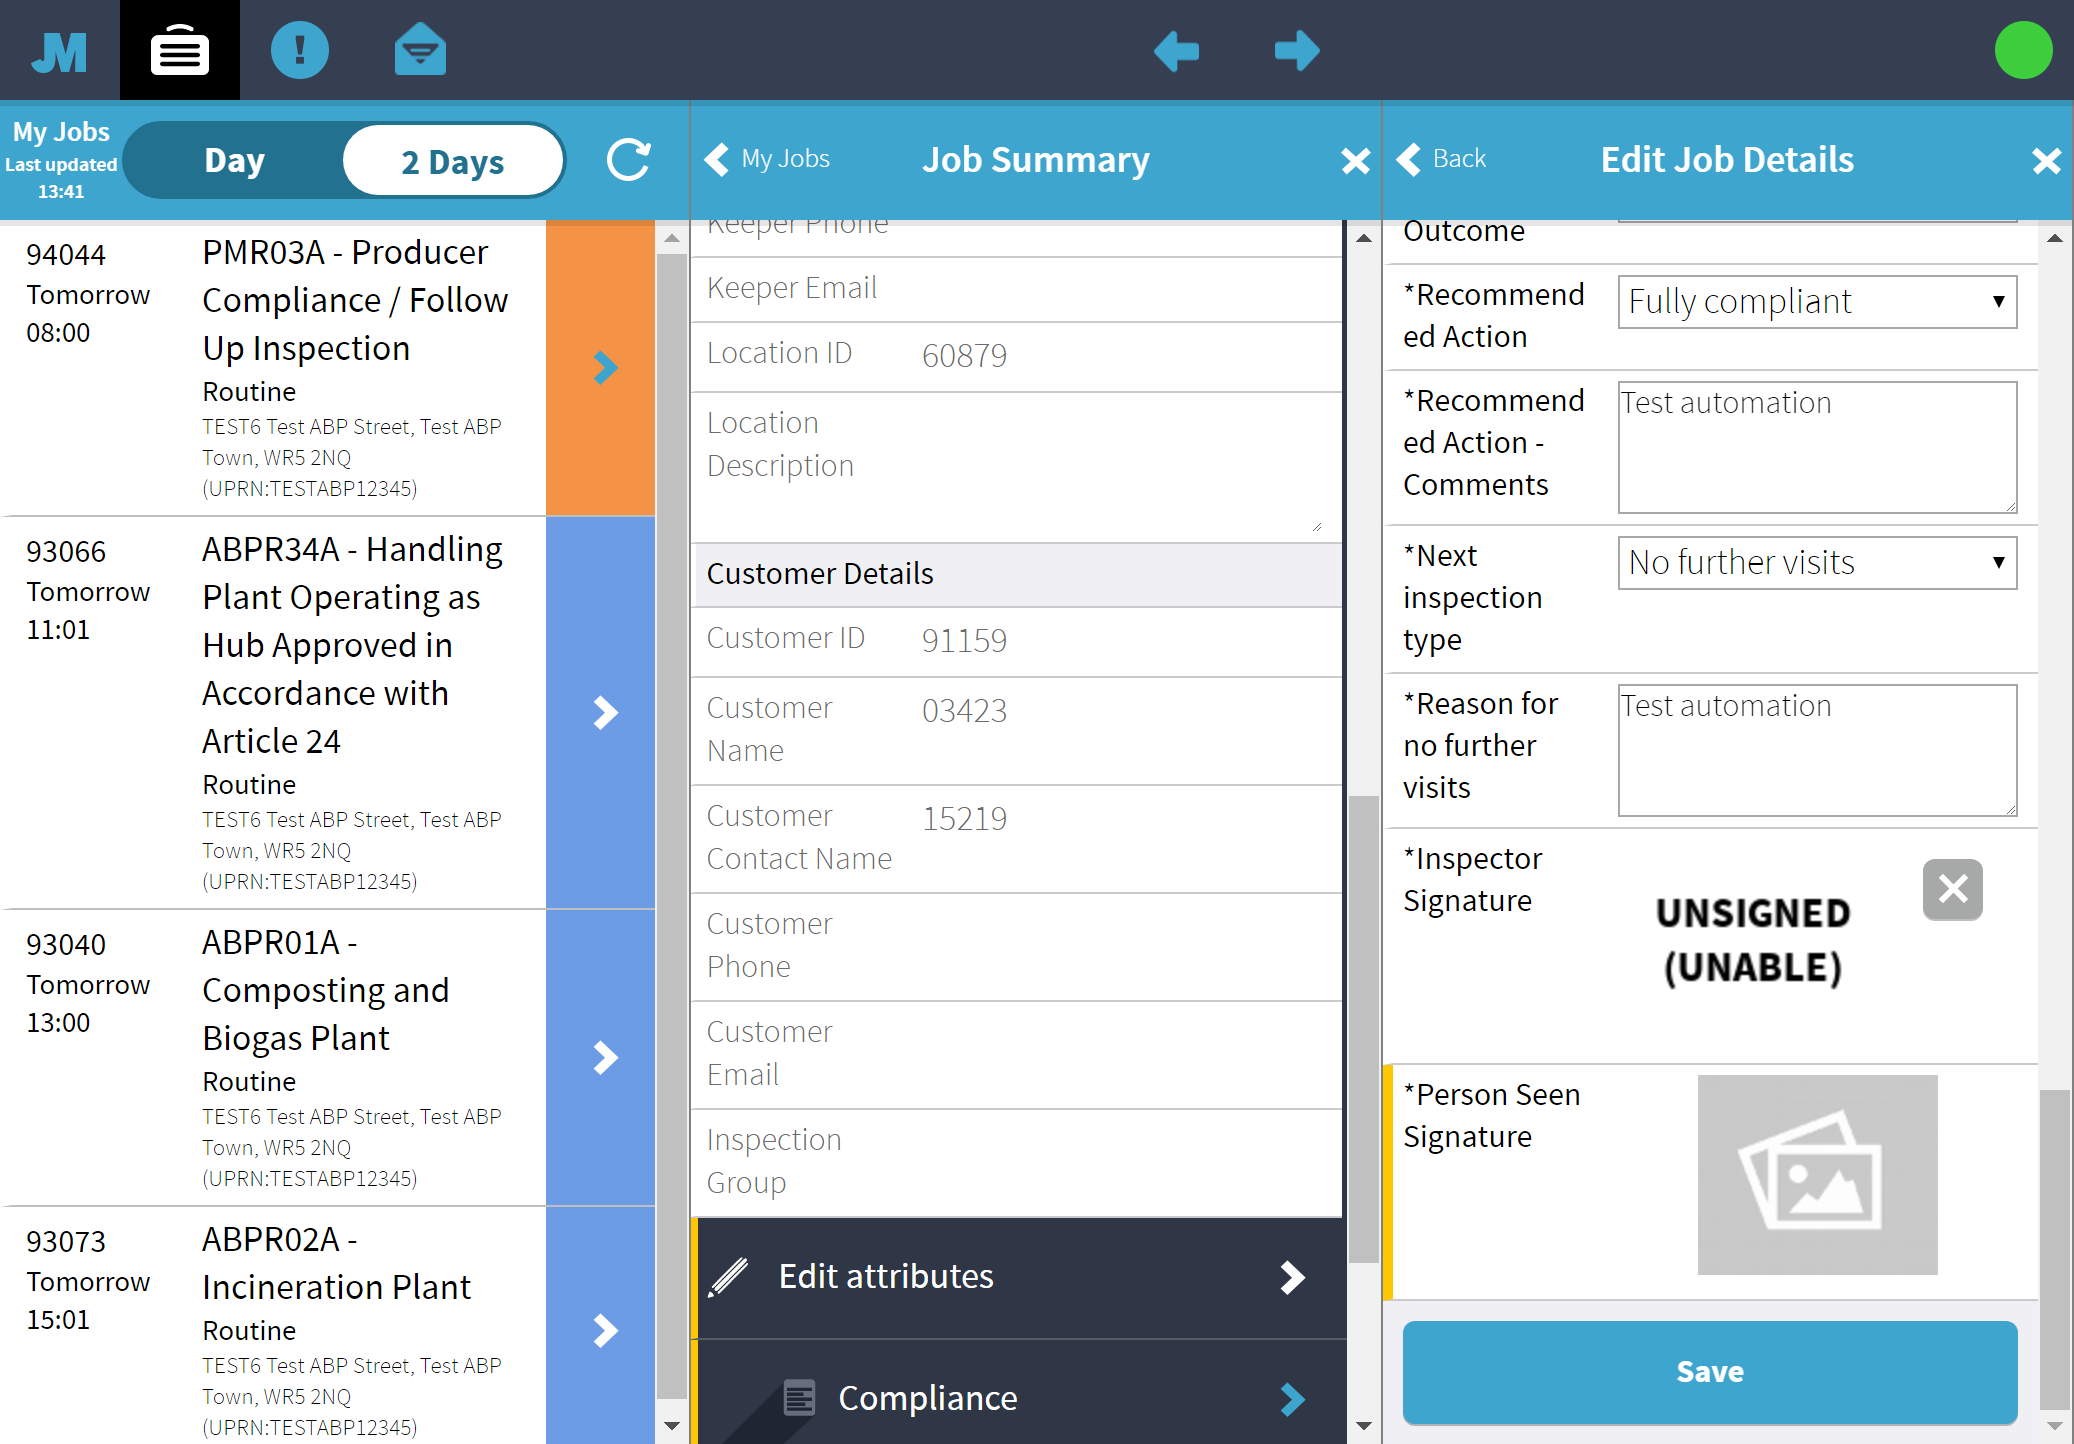 JM
My Jobs
Last updated
13:41
Day
2 Days
My Jobs
Job Summary
Back
Edit Job Details
94044
Tomorrow
08:00
PMR03A - Producer
Compliance / Follow
Up Inspection
Routine
TEST6 Test ABP Street, Test ABP
Town, WR5 2NQ
(UPRN:TESTABP12345)
93066
Tomorrow
11:01
ABPR34A - Handling
Plant Operating as
Hub Approved in
Accordance with
Article 24
Routine
TEST6 Test ABP Street, Test ABP
Town, WR5 2NQ
(UPRN:TESTABP12345)
93040
Tomorrow
13:00
ABPR01A -
Composting and
Biogas Plant
Routine
TEST6 Test ABP Street, Test ABP
Town, WR5 2NQ
(UPRN:TESTABP12345)
93073
Tomorrow
15:01
ABPR02A -
Incineration Plant
Routine
TEST6 Test ABP Street, Test ABP
Town, WR5 2NQ
(UPRN:TESTABP12345)
Keeper Phone
Keeper Email
Location ID 60879
Location
Description
Customer Details
Customer ID 91159
Customer 03423
Name
Customer 15219
Contact Name
Customer
Phone
Customer
Email
Inspection
Group
Edit attributes
Compliance
Outcome
*Recommend Fully compliant
ed Action
*Recommend Test automation
ed Action -
Comments
*Next No further visits
inspection
type
*Reason for Test automation
no further
visits
*Inspector
Signature
UNSIGNED
(UNABLE)
*Person Seen
Signature
Save